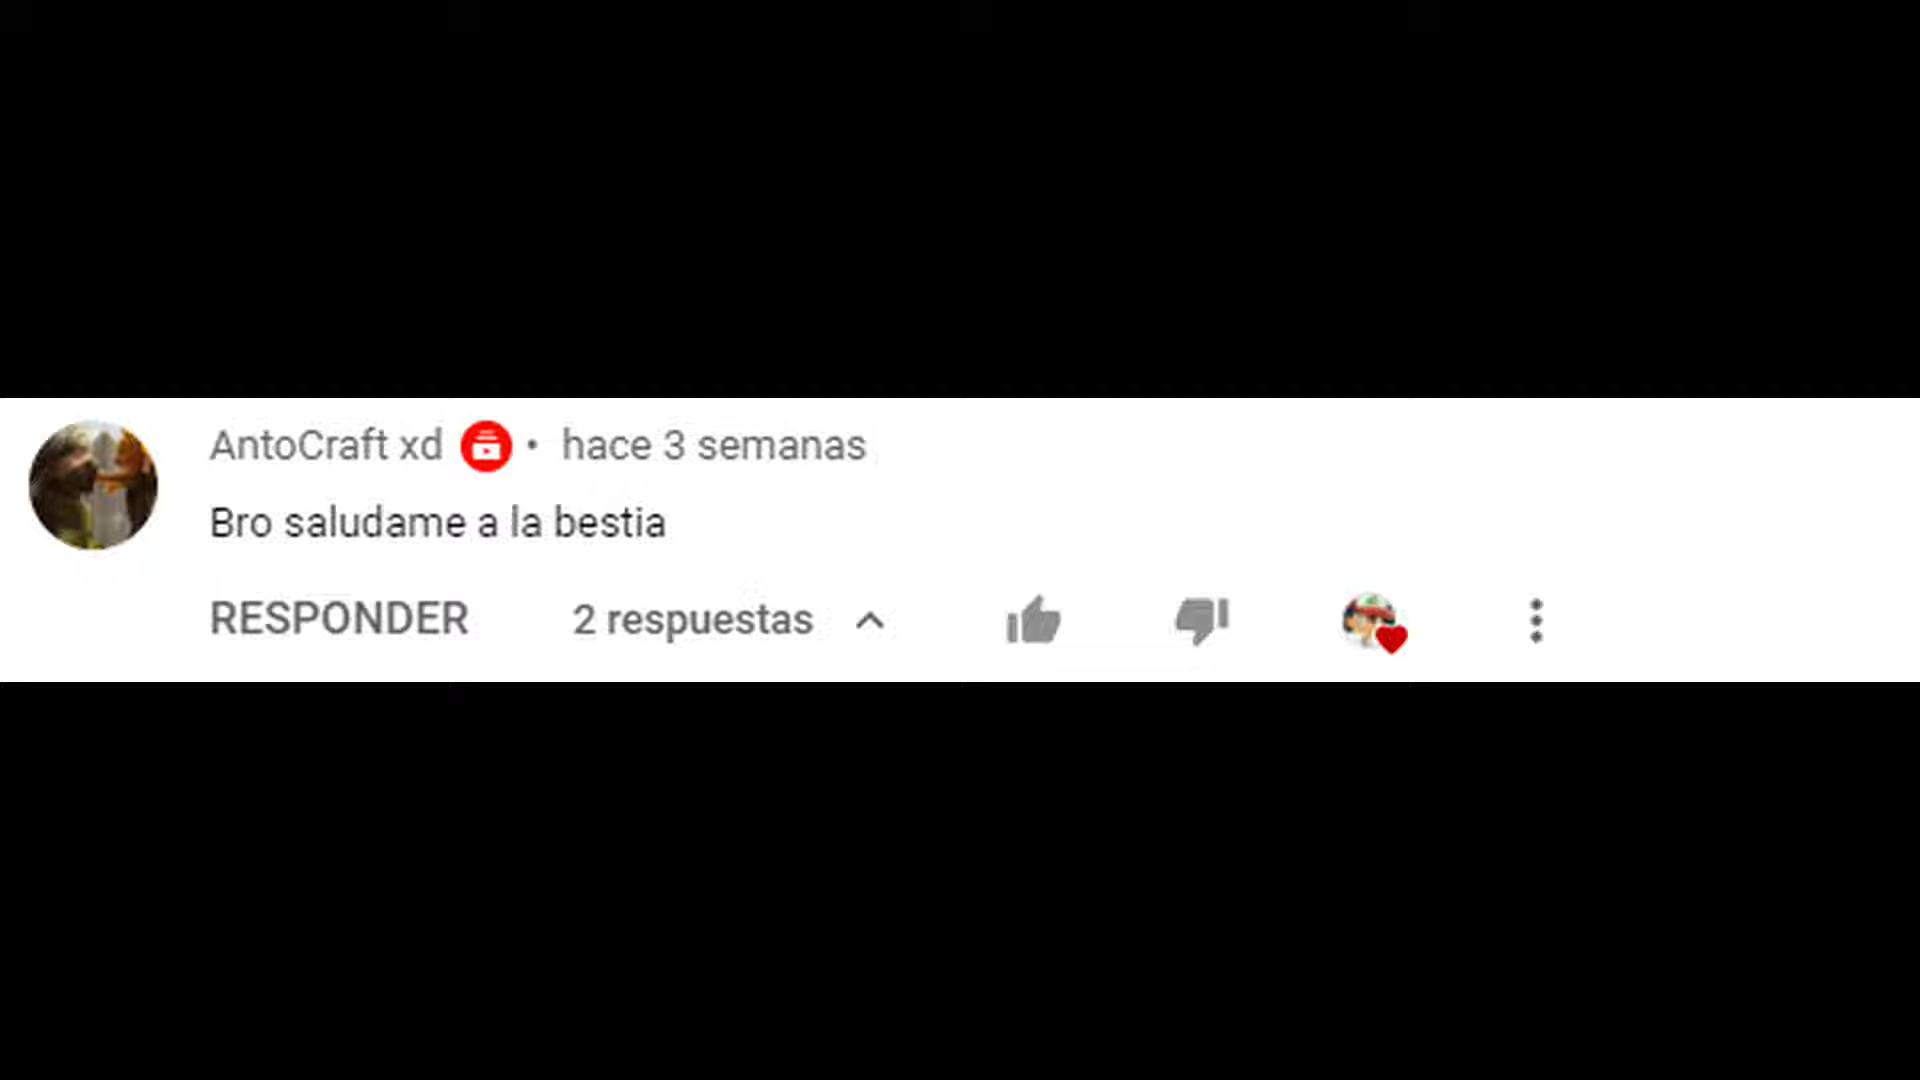 AntoCraft xd • hace 3 semanas
Bro saludame a la bestia
RESPONDER 2 respuestas